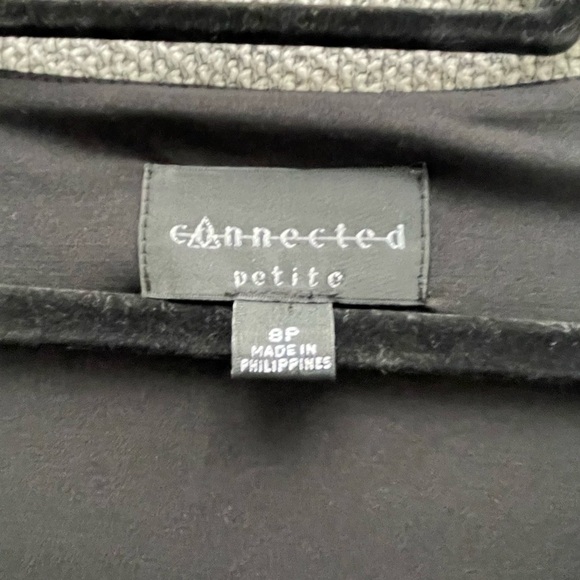 connected
petite
8P
MADE IN
PHILIPPINES